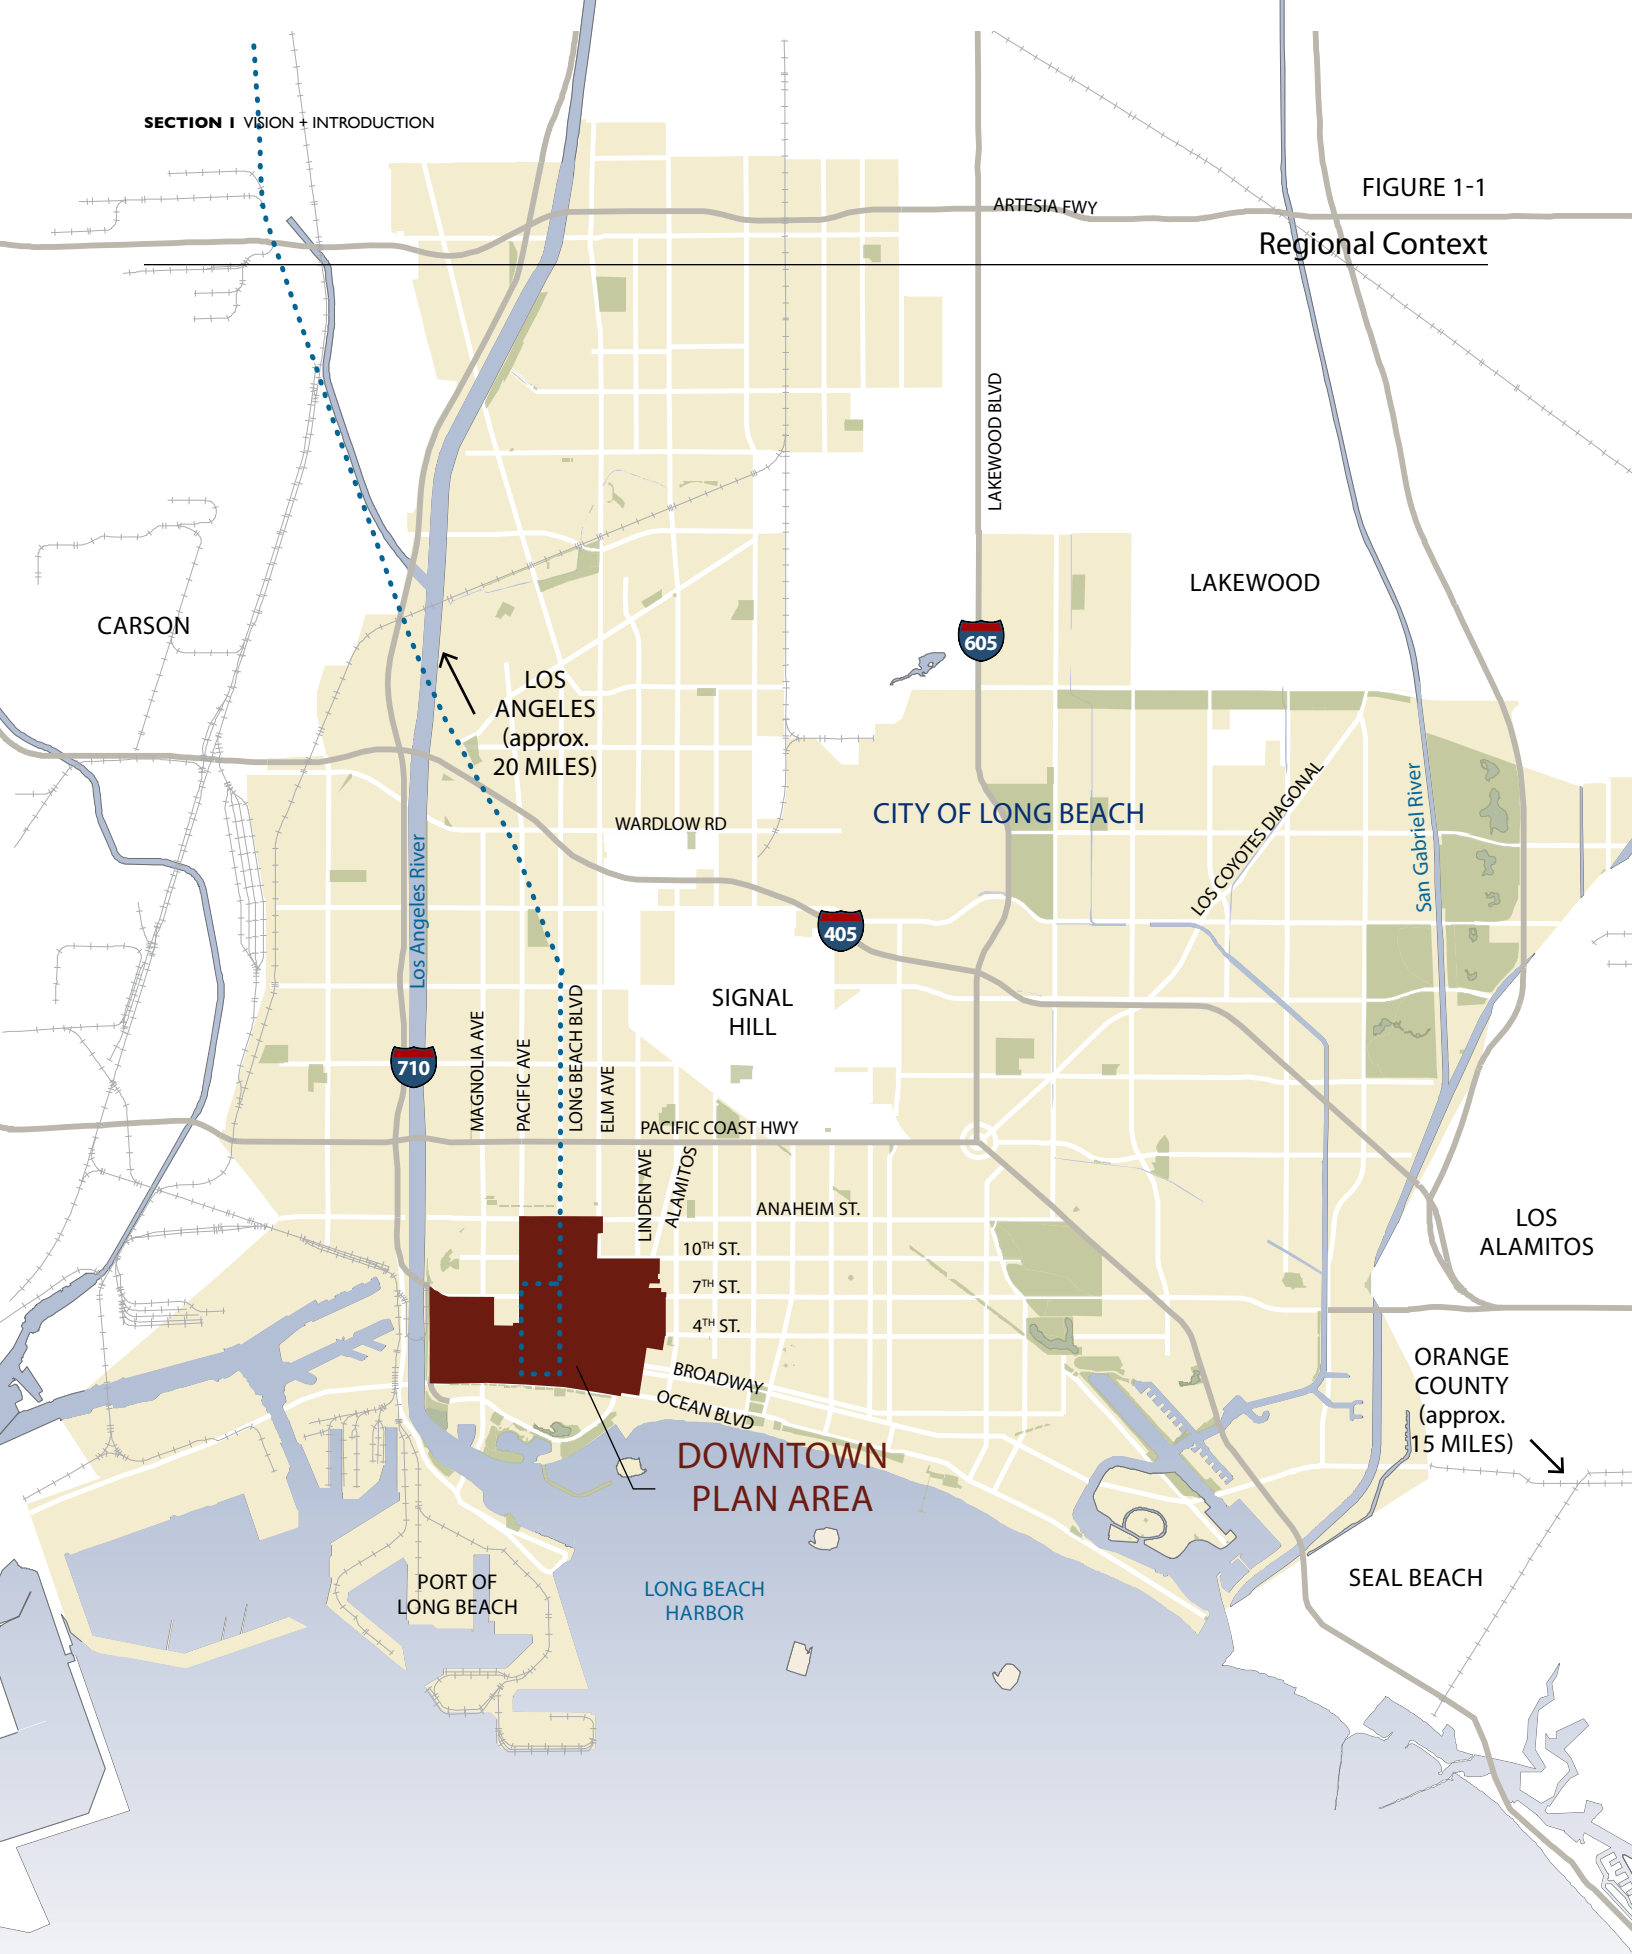 SECTION 1 VISION + INTRODUCTION
FIGURE 1-1
Regional Context
ARTESIA FWY
LAKEWOOD BLVD
LAKEWOOD
CARSON
605
LOS
ANGELES
(approx.
20 MILES)
WARDLOW RD
CITY OF LONG BEACH
LOS COYOTES DIAGONAL
San Gabriel River
Los Angeles River
405
SIGNAL
HILL
710
MAGNOLIA AVE
PACIFIC AVE
LONG BEACH BLVD
ELM AVE
PACIFIC COAST HWY
LINDEN AVE
ALAMITOS
ANAHEIM ST.
10TH ST.
7TH ST.
4TH ST.
LOS
ALAMITOS
BROADWAY
OCEAN BLVD
ORANGE
COUNTY
(approx.
15 MILES)
DOWNTOWN
PLAN AREA
PORT OF
LONG BEACH
LONG BEACH
HARBOR
SEAL BEACH